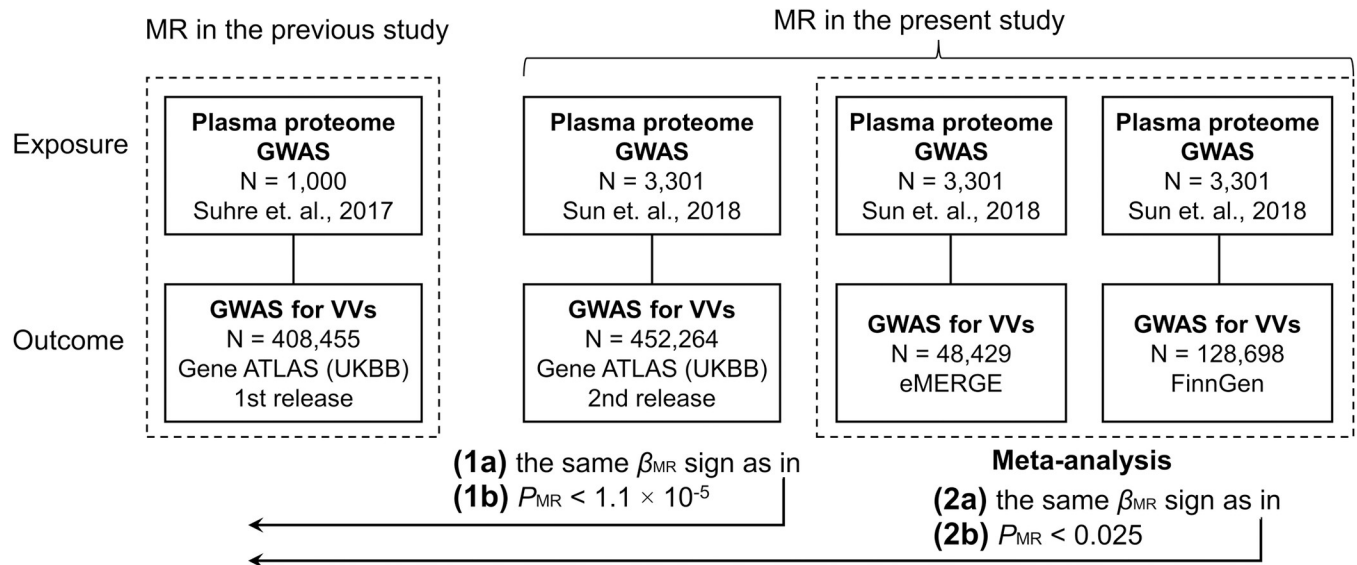 MR in the previous study
MR in the present study
Exposure
Plasma proteome
GWAS
N = 1,000
Suhre et. al., 2017
Plasma proteome
GWAS
N = 3,301
Sun et. al., 2018
Plasma proteome
GWAS
N = 3,301
Sun et. al., 2018
Plasma proteome
GWAS
N = 3,301
Sun et. al., 2018
Outcome
GWAS for VVs
N = 408,455
Gene ATLAS (UKBB)
1st release
GWAS for VVs
N = 452,264
Gene ATLAS (UKBB)
2nd release
GWAS for VVs
N = 48,429
eMERGE
GWAS for VVs
N = 128,698
FinnGen
(1a) the same βMR sign as in
(1b) PMR < 1.1 × 10⁻⁵
Meta-analysis
(2a) the same βMR sign as in
(2b) PMR < 0.025